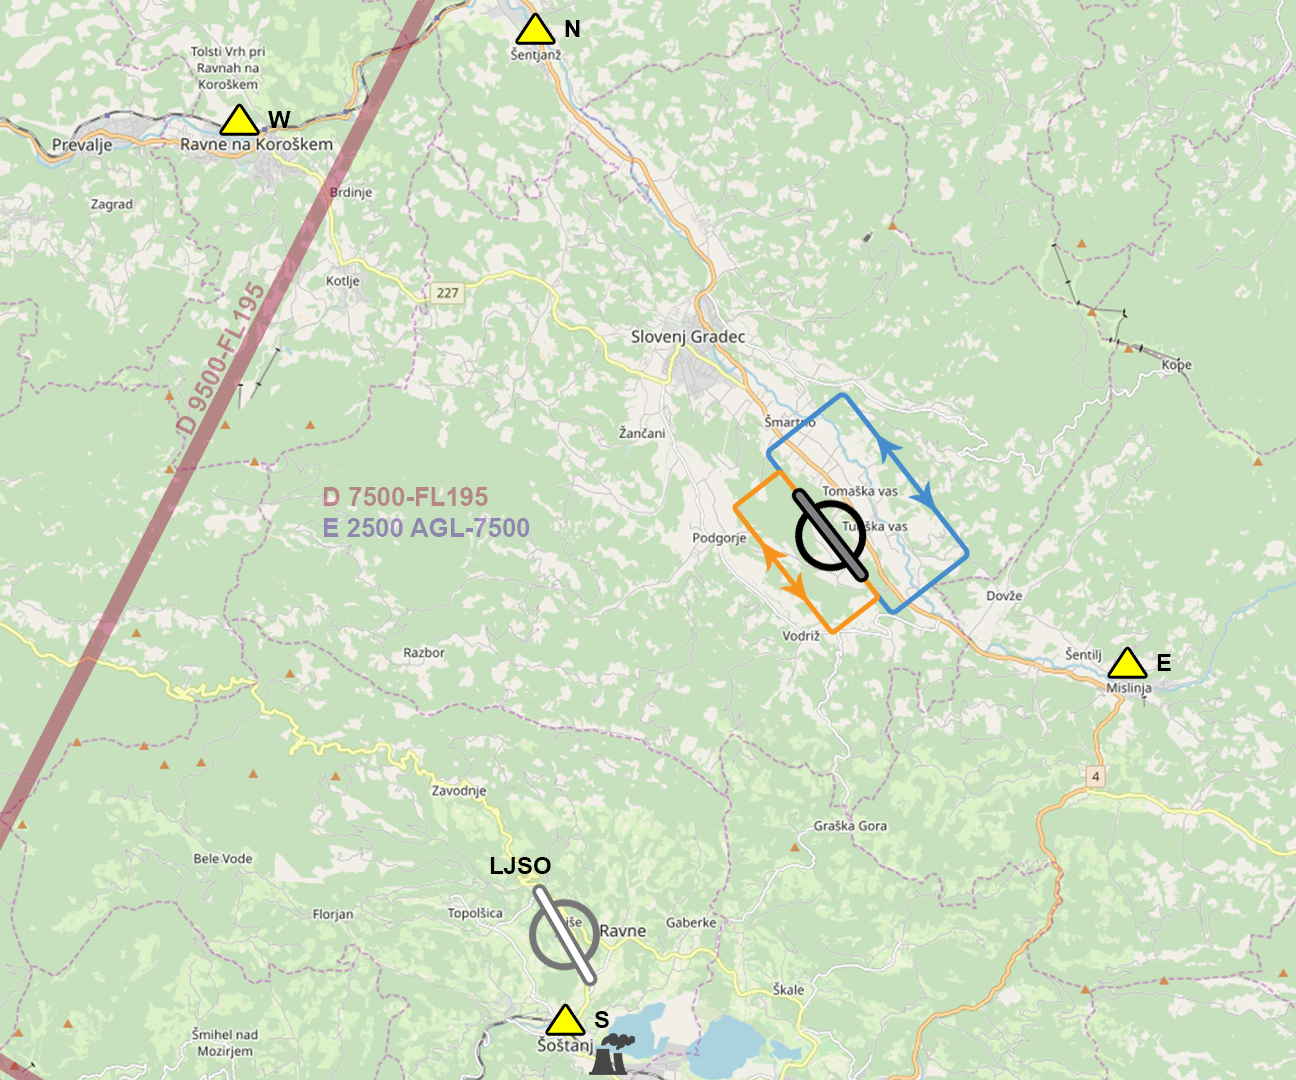 N
Šentjanž
Tolsti Vrh pri
Ravnah na
Koroškem
W
Prevalje
Ravne na Koroškem
Brdinje
Zagrad
Kotlje
227
D 9500-FL195
Slovenj Gradec
Kope
Šmartno
Žančani
D 7500-FL195
E 2500 AGL-7500
Tomaška vas
Turiška vas
Podgorje
Dovže
Vodriž
Razbor
Šentilj
E
Mislinja
4
Zavodnje
Graška Gora
Bele Vode
LJSO
Florjan
Topolšica
Ravne
Gaberke
Škale
S
Šmihel nad
Mozirjem
Šoštanj